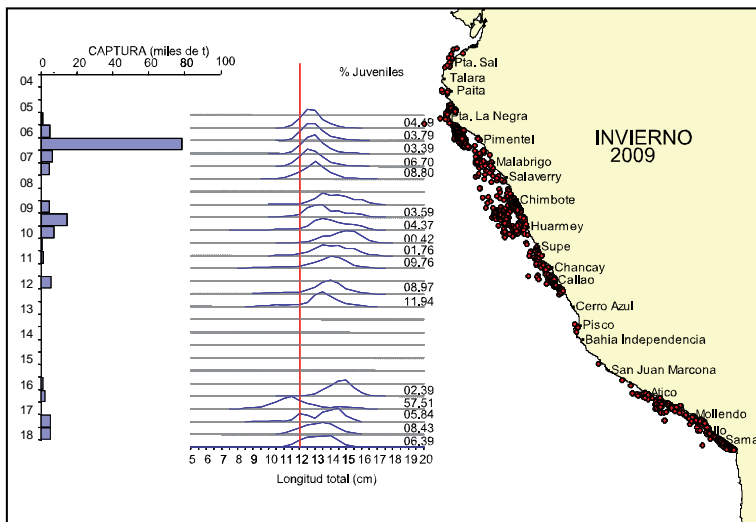 CAPTURA (miles de t)
0 20 40 60 80 100
% Juveniles
04
05
06
07
08
09
10
11
12
13
14
15
16
17
18
04.49
03.79
03.39
06.70
08.80
03.59
04.37
00.42
01.76
09.76
08.97
11.94
02.39
57.51
05.84
08.43
06.39
5 6 7 8 9 10 11 12 13 14 15 16 17 18 19 20
Longitud total (cm)
INVIERNO
2009
Pta. Sal
Talara
Paita
Pta. La Negra
Pimentel
Malabrigo
Salaverry
Chimbote
Huarmey
Supe
Chancay
Callao
Cerro Azul
Pisco
Bahia Independencia
San Juan Marcona
Atico
Mollendo
Sama